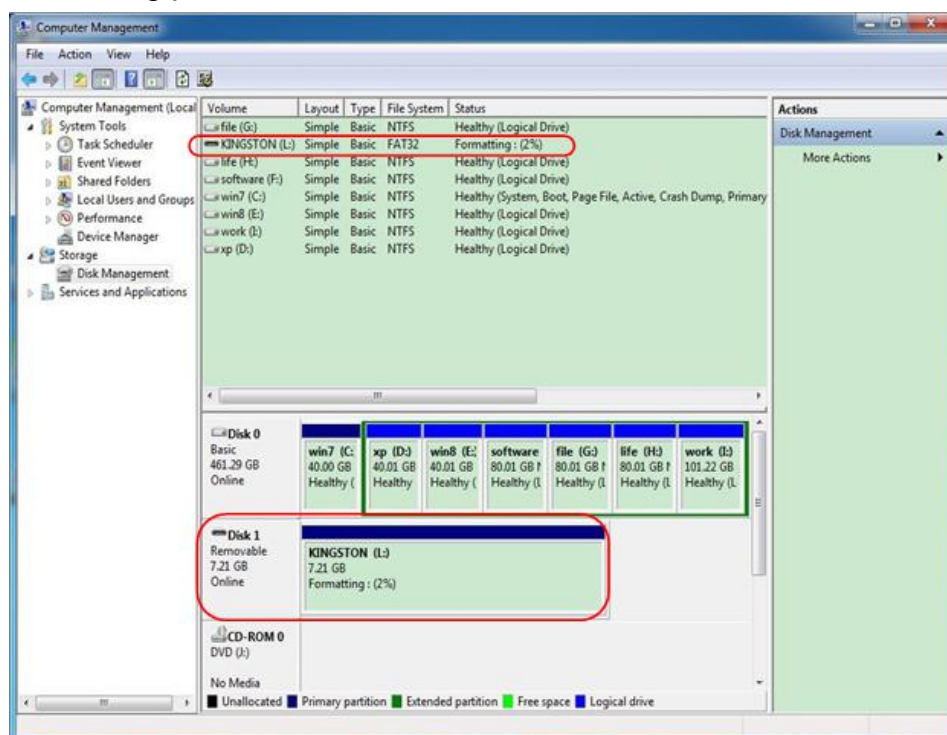 Computer Management
File Action View Help
Computer Management (Local
System Tools
Task Scheduler
Event Viewer
Shared Folders
Local Users and Groups
Performance
Device Manager
Storage
Disk Management
Services and Applications
Volume Layout Type File System Status
file (G:) Simple Basic NTFS Healthy (Logical Drive)
KINGSTON (L:) Simple Basic FAT32 Formatting : (2%)
life (H:) Simple Basic NTFS Healthy (Logical Drive)
software (F:) Simple Basic NTFS Healthy (Logical Drive)
win7 (C:) Simple Basic NTFS Healthy (System, Boot, Page File, Active, Crash Dump, Primary
win8 (E:) Simple Basic NTFS Healthy (Logical Drive)
work (I:) Simple Basic NTFS Healthy (Logical Drive)
xp (D:) Simple Basic NTFS Healthy (Logical Drive)
Actions
Disk Management
More Actions
Disk 0
Basic
461.29 GB
Online
win7 (C:
40.00 GB
Healthy (
xp (D:)
40.01 GB
Healthy
win8 (E:
40.01 GB
Healthy (
software
80.01 GB
Healthy (L
file (G:)
80.01 GB
Healthy (L
life (H:)
80.01 GB
Healthy (L
work (I:)
101.22 GB
Healthy (L
Disk 1
Removable
7.21 GB
Online
KINGSTON (L:)
7.21 GB
Formatting : (2%)
CD-ROM 0
DVD (J:)
No Media
Unallocated Primary partition Extended partition Free space Logical drive